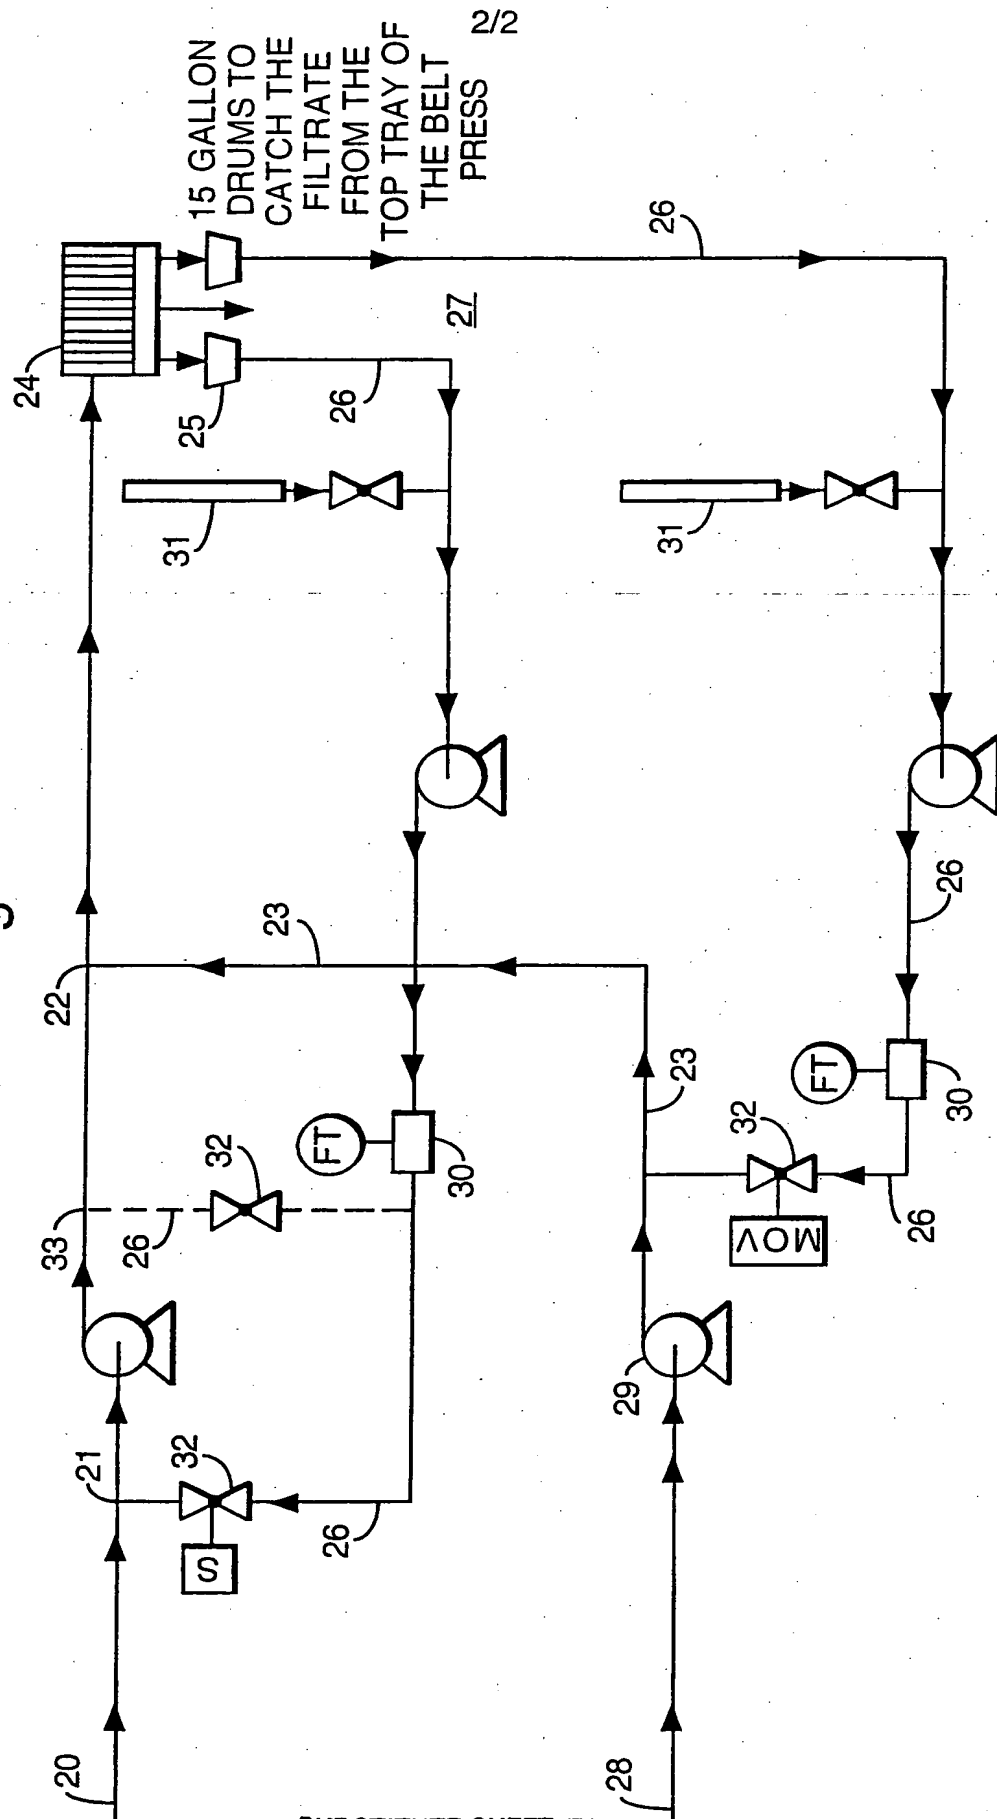 2/2
15 GALLON
DRUMS TO
CATCH THE
FILTRATE
FROM THE
TOP TRAY OF
THE BELT
PRESS
24
25
26
27
26
31
31
23
22
26
FT
30
32
33
26
23
FT
30
32
MOV
26
29
21
32
S
26
20
28